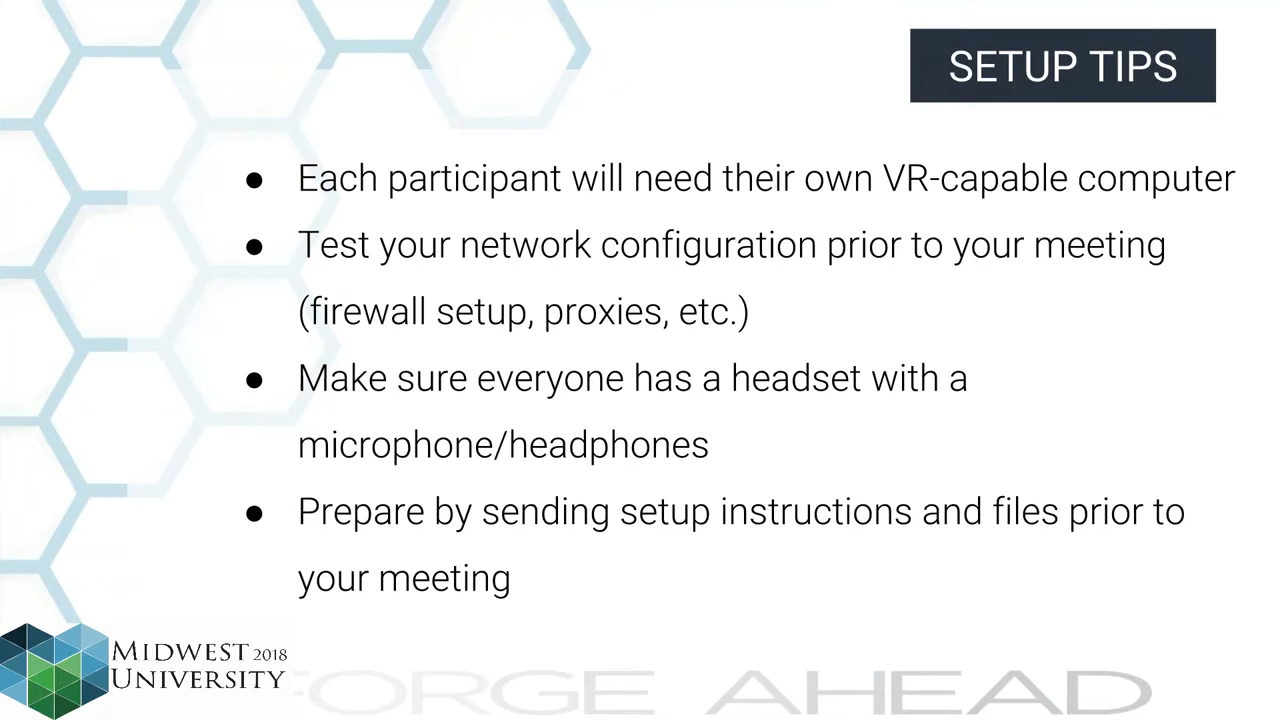 SETUP TIPS
● Each participant will need their own VR-capable computer
● Test your network configuration prior to your meeting
(firewall setup, proxies, etc.)
● Make sure everyone has a headset with a
microphone/headphones
● Prepare by sending setup instructions and files prior to
your meeting
MIDWEST 2018
UNIVERSITY
FORGE AHEAD